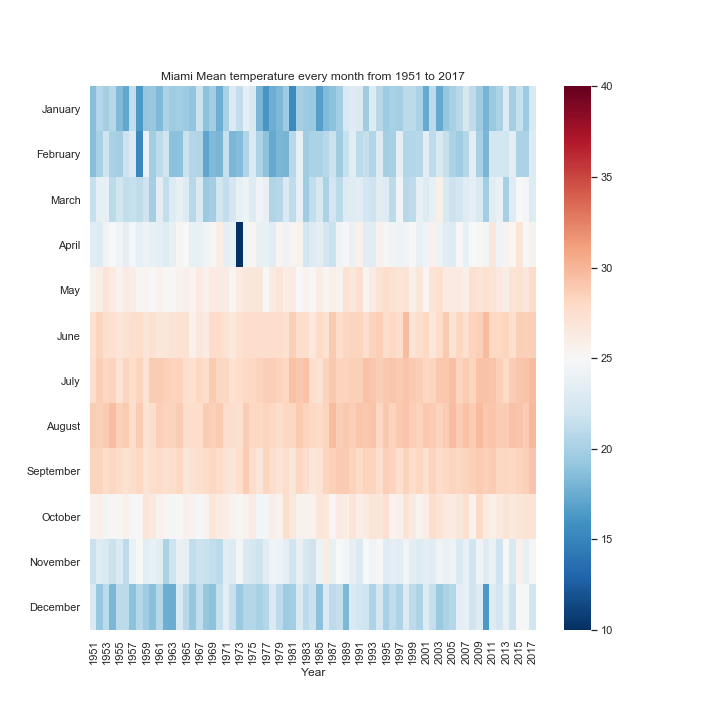 Miami Mean temperature every month from 1951 to 2017
January
February
March
April
May
June
July
August
September
October
November
December
1951
1953
1955
1957
1959
1961
1963
1965
1967
1969
1971
1973
1975
1977
1979
1981
1983
1985
1987
1989
1991
1993
1995
1997
1999
2001
2003
2005
2007
2009
2011
2013
2015
2017
Year
40
35
30
25
20
15
10